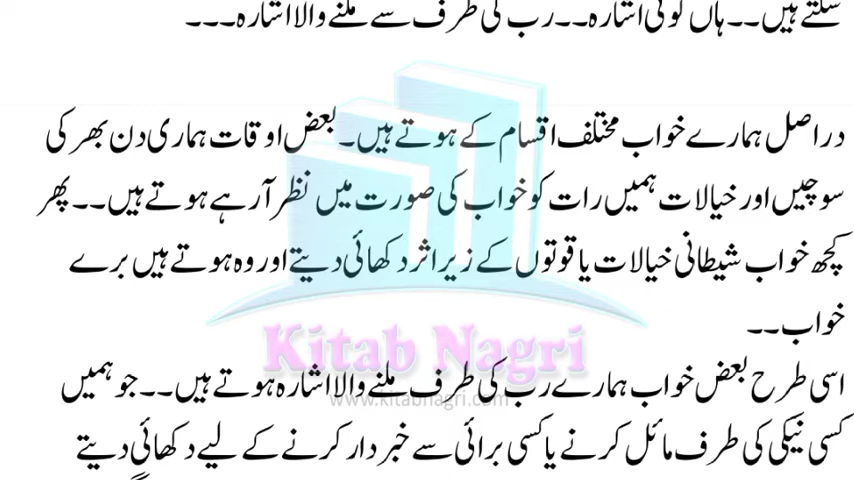 سکتے ہیں۔۔ہاں کوئی اشارہ۔۔رب کی طرف سے ملنے والا اشارہ۔۔۔
دراصل ہمارے خواب مختلف اقسام کے ہوتے ہیں۔بعض اوقات ہماری دن بھر کی
سوچیں اور خیالات ہمیں رات کو خواب کی صورت میں نظر آرہے ہوتے ہیں۔۔پھر
کچھ خواب شیطانی خیالات یا قوتوں کے زیر اثر دکھائی دیتے اور وہ ہوتے ہیں برے
خواب۔۔
Kitab Nagri
اسی طرح بعض خواب ہمارے رب کی طرف ملنے والا اشارہ ہوتے ہیں۔۔جو ہمیں
www.kitabnagri.com
کسی نیکی کی طرف مائل کرنے یا کسی برائی سے خبردار کرنے کے لیے دکھائی دیتے